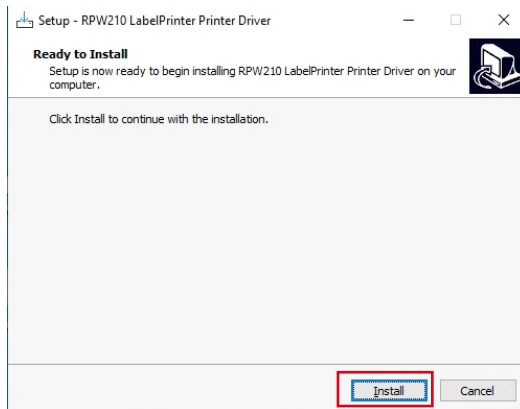 Setup - RPW210 LabelPrinter Printer Driver
Ready to Install
Setup is now ready to begin installing RPW210 LabelPrinter Printer Driver on your
computer.
Click Install to continue with the installation.
Install
Cancel